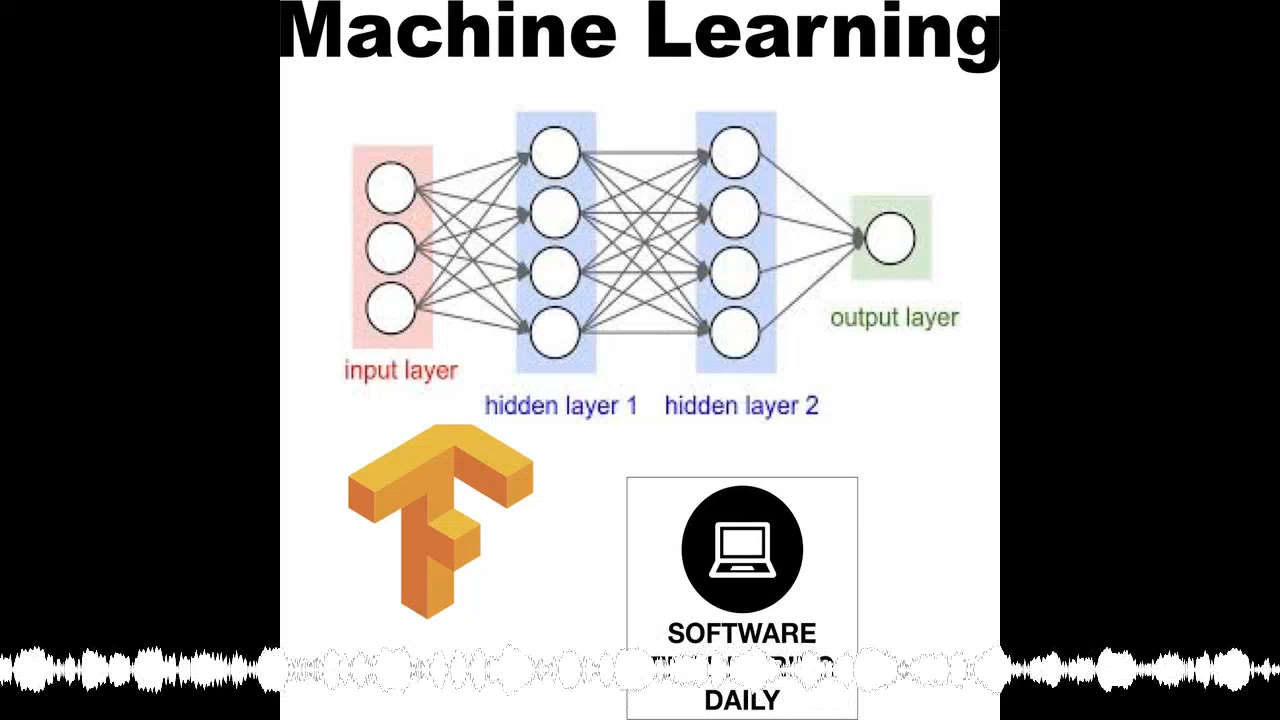 Machine Learning
output layer
input layer
hidden layer 1 hidden layer 2
SOFTWARE
DAILY